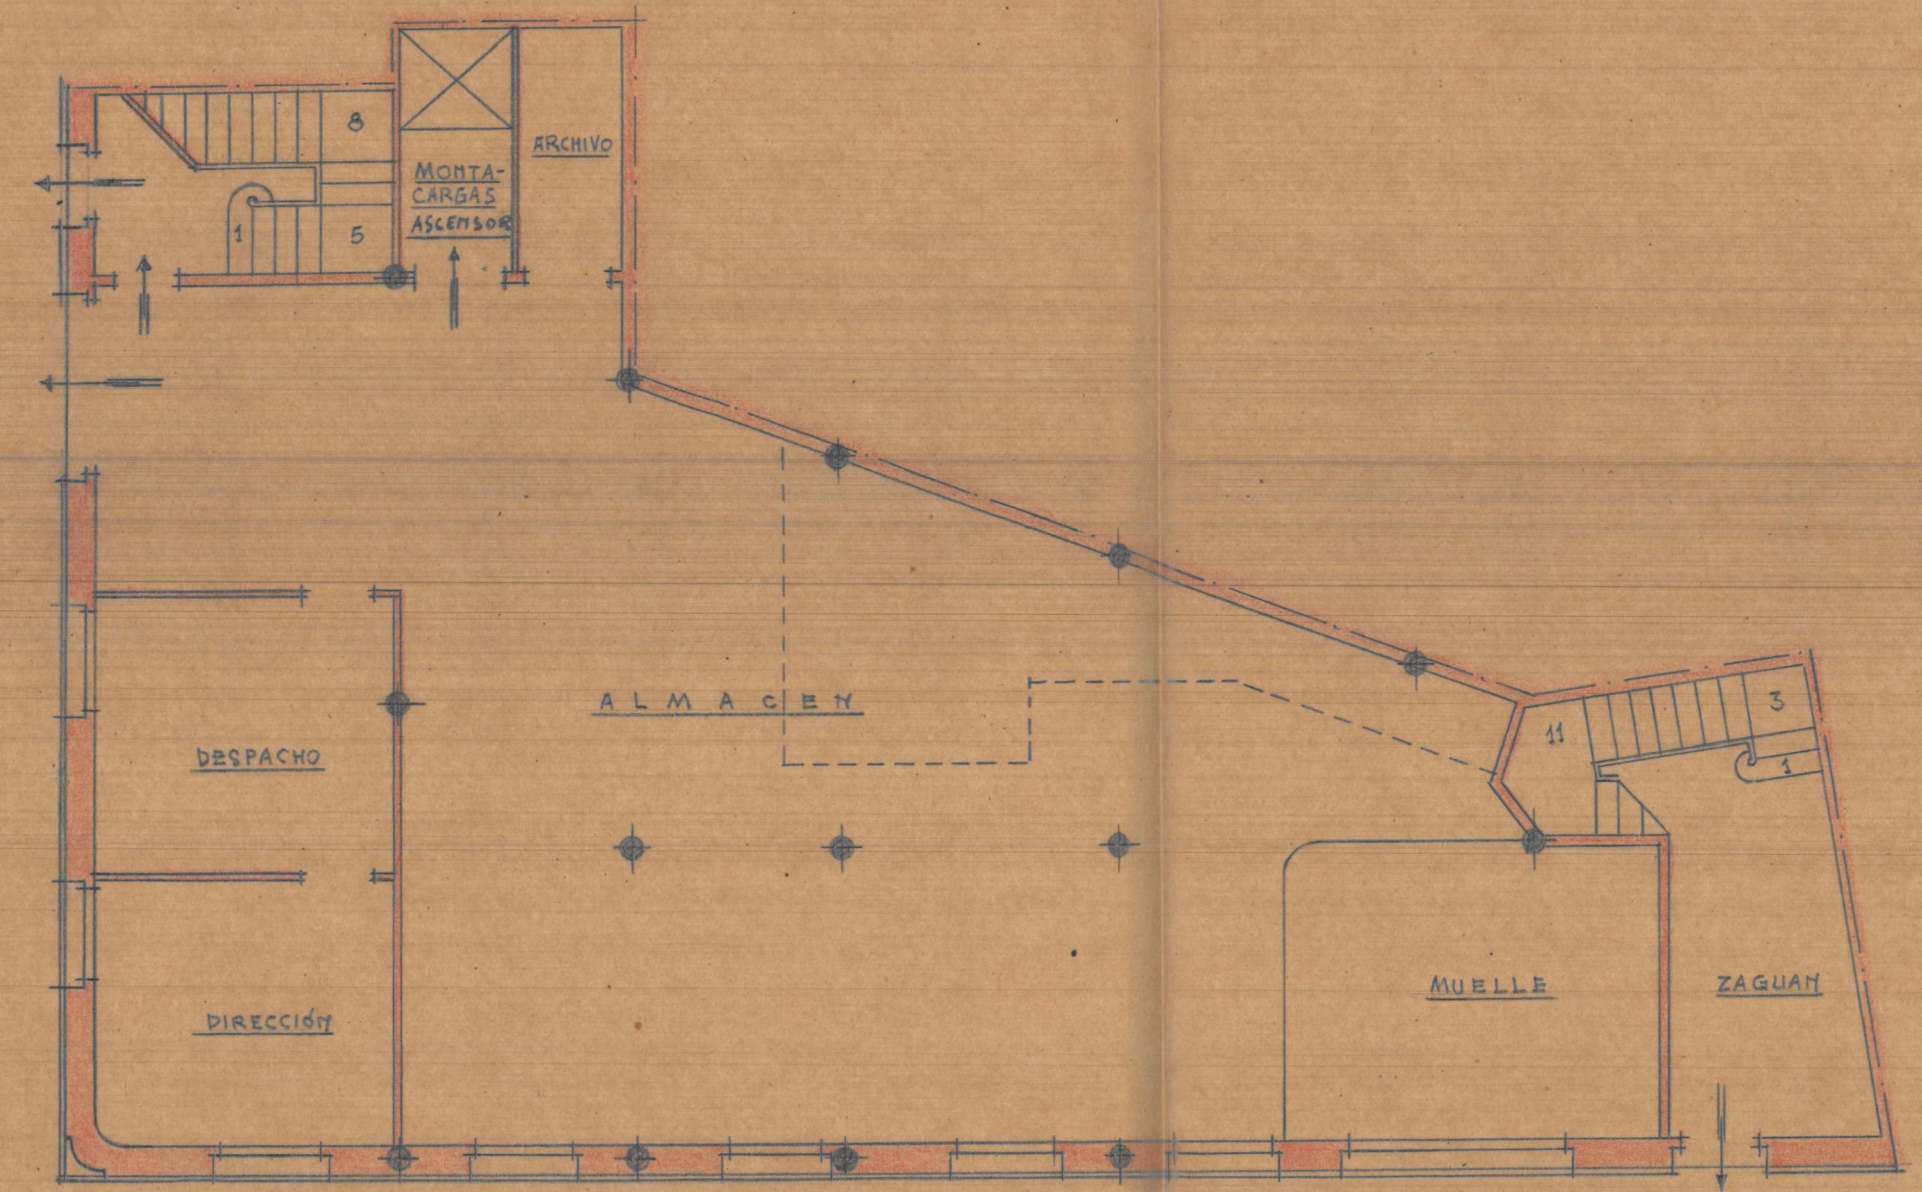 8
ARCHIVO
MONTA-
CARGAS
ASCENSOR
1
5
ALMACEN
3
11
1
DESPACHO
MUELLE
ZAGUAN
DIRECCIÓN